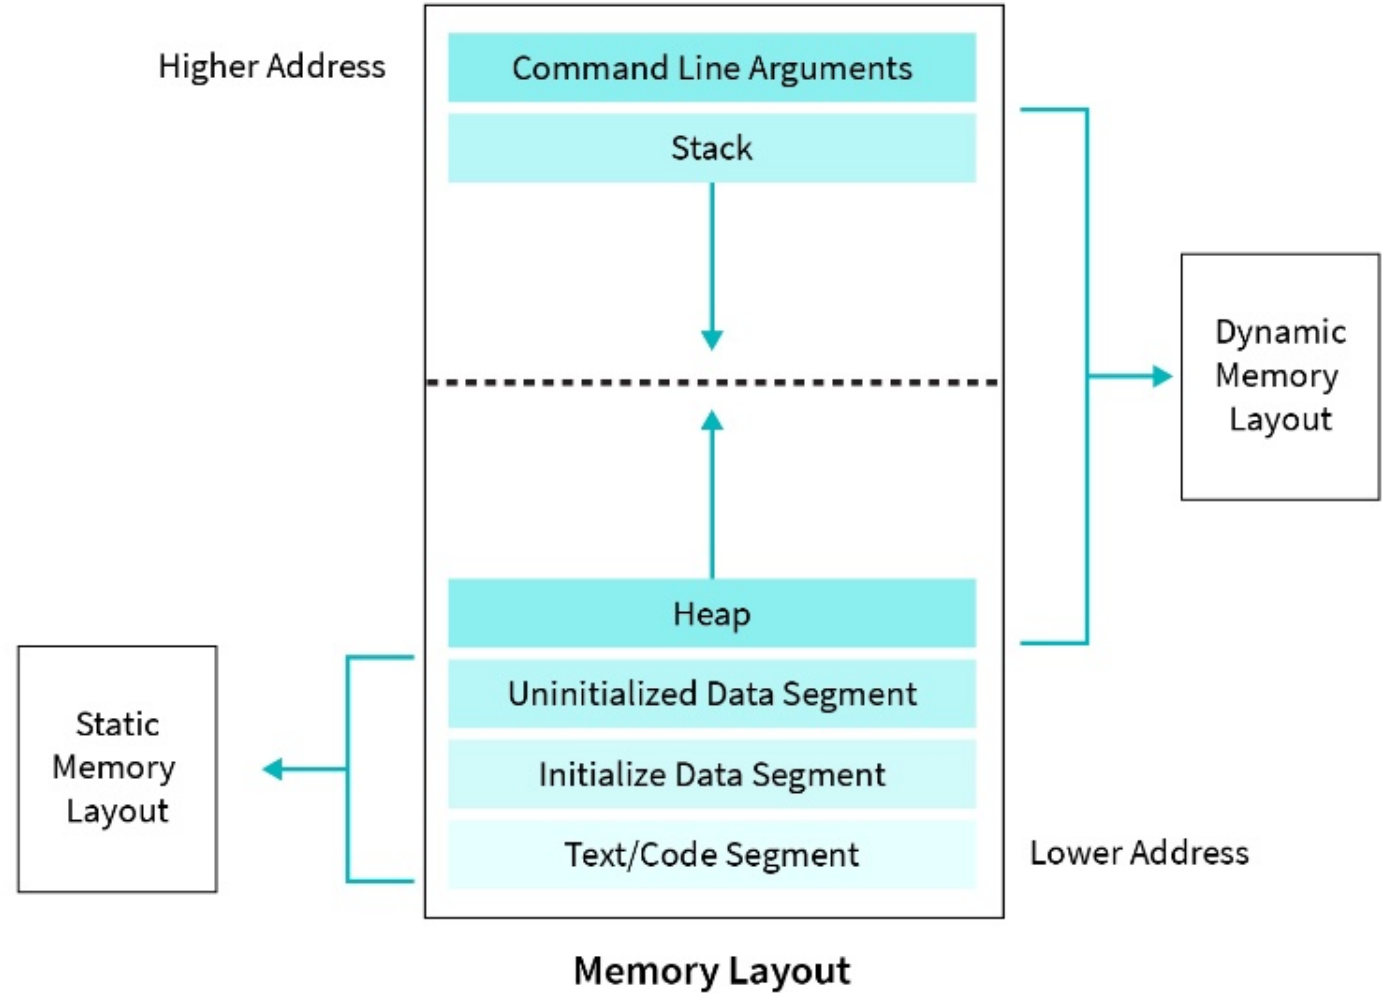 Higher Address
Command Line Arguments
Stack
Dynamic
Memory
Layout
Heap
Uninitialized Data Segment
Static
Memory
Layout
Initialize Data Segment
Text/Code Segment
Lower Address
Memory Layout